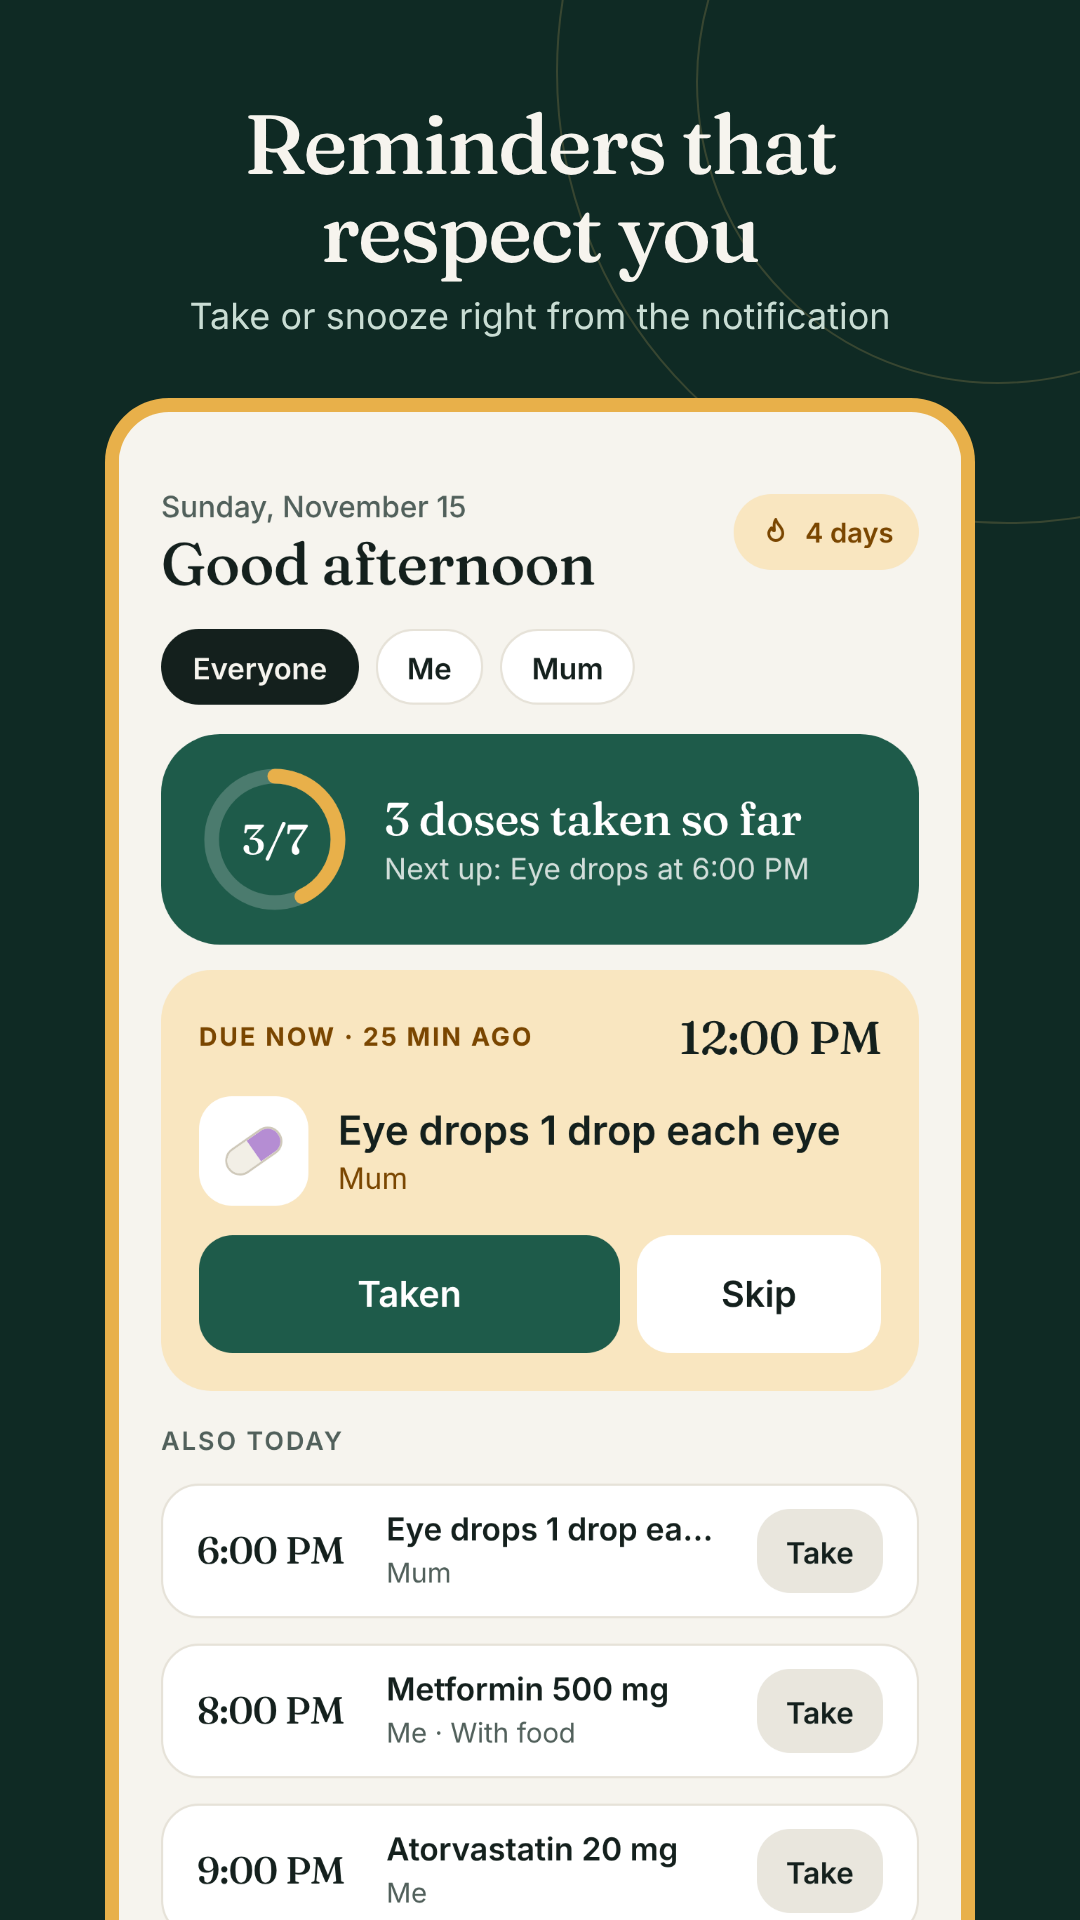 Reminders that
respect you
Take or snooze right from the notification
Sunday, November 15
Good afternoon
4 days
Everyone
Me
Mum
3/7
3 doses taken so far
Next up: Eye drops at 6:00 PM
DUE NOW · 25 MIN AGO
12:00 PM
Eye drops 1 drop each eye
Mum
Taken
Skip
ALSO TODAY
6:00 PM
Eye drops 1 drop ea...
Mum
Take
8:00 PM
Metformin 500 mg
Me · With food
Take
9:00 PM
Atorvastatin 20 mg
Me
Take